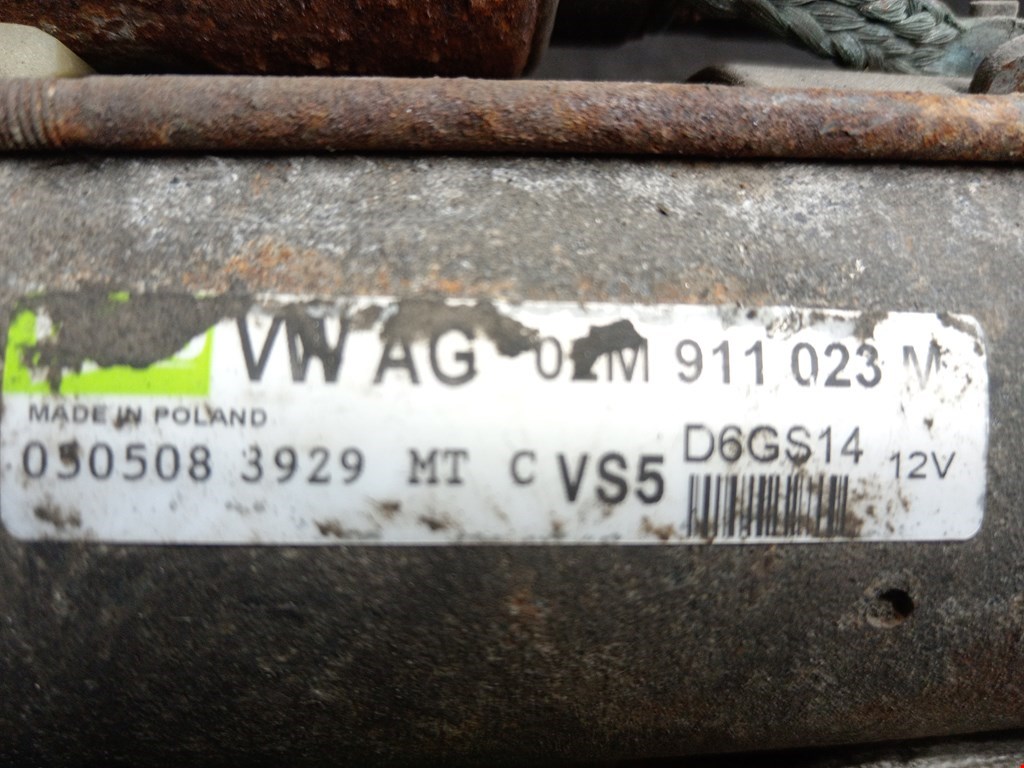 VW AG 911 023 M
MADE IN POLAND
050508 3929 MT C VS5 D6GS14 12V